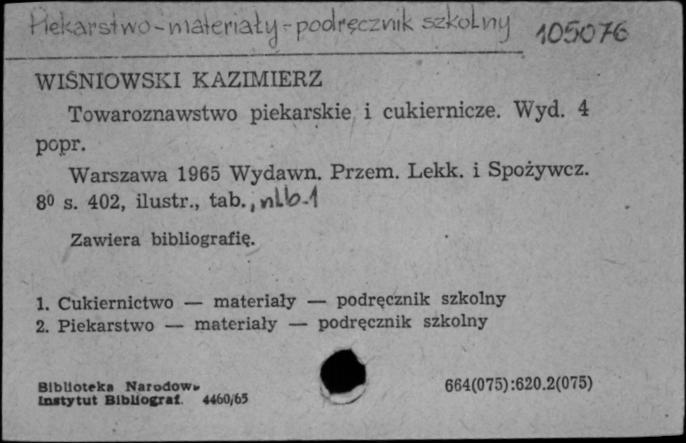 Piekarstwo - materiały - podręcznik szkolny 105076
WIŚNIOWSKI KAZIMIERZ
Towaroznawstwo piekarskie i cukiernicze. Wyd. 4
popr.
Warszawa 1965 Wydawn. Przem. Lekk. i Spożywcz.
8⁰ s. 402, ilustr., tab., nlb. 1
Zawiera bibliografię.
1. Cukiernictwo — materiały — podręcznik szkolny
2. Piekarstwo — materiały — podręcznik szkolny
Biblioteka Narodowa
Instytut Bibliograf. 4460/65
664(075):620.2(075)